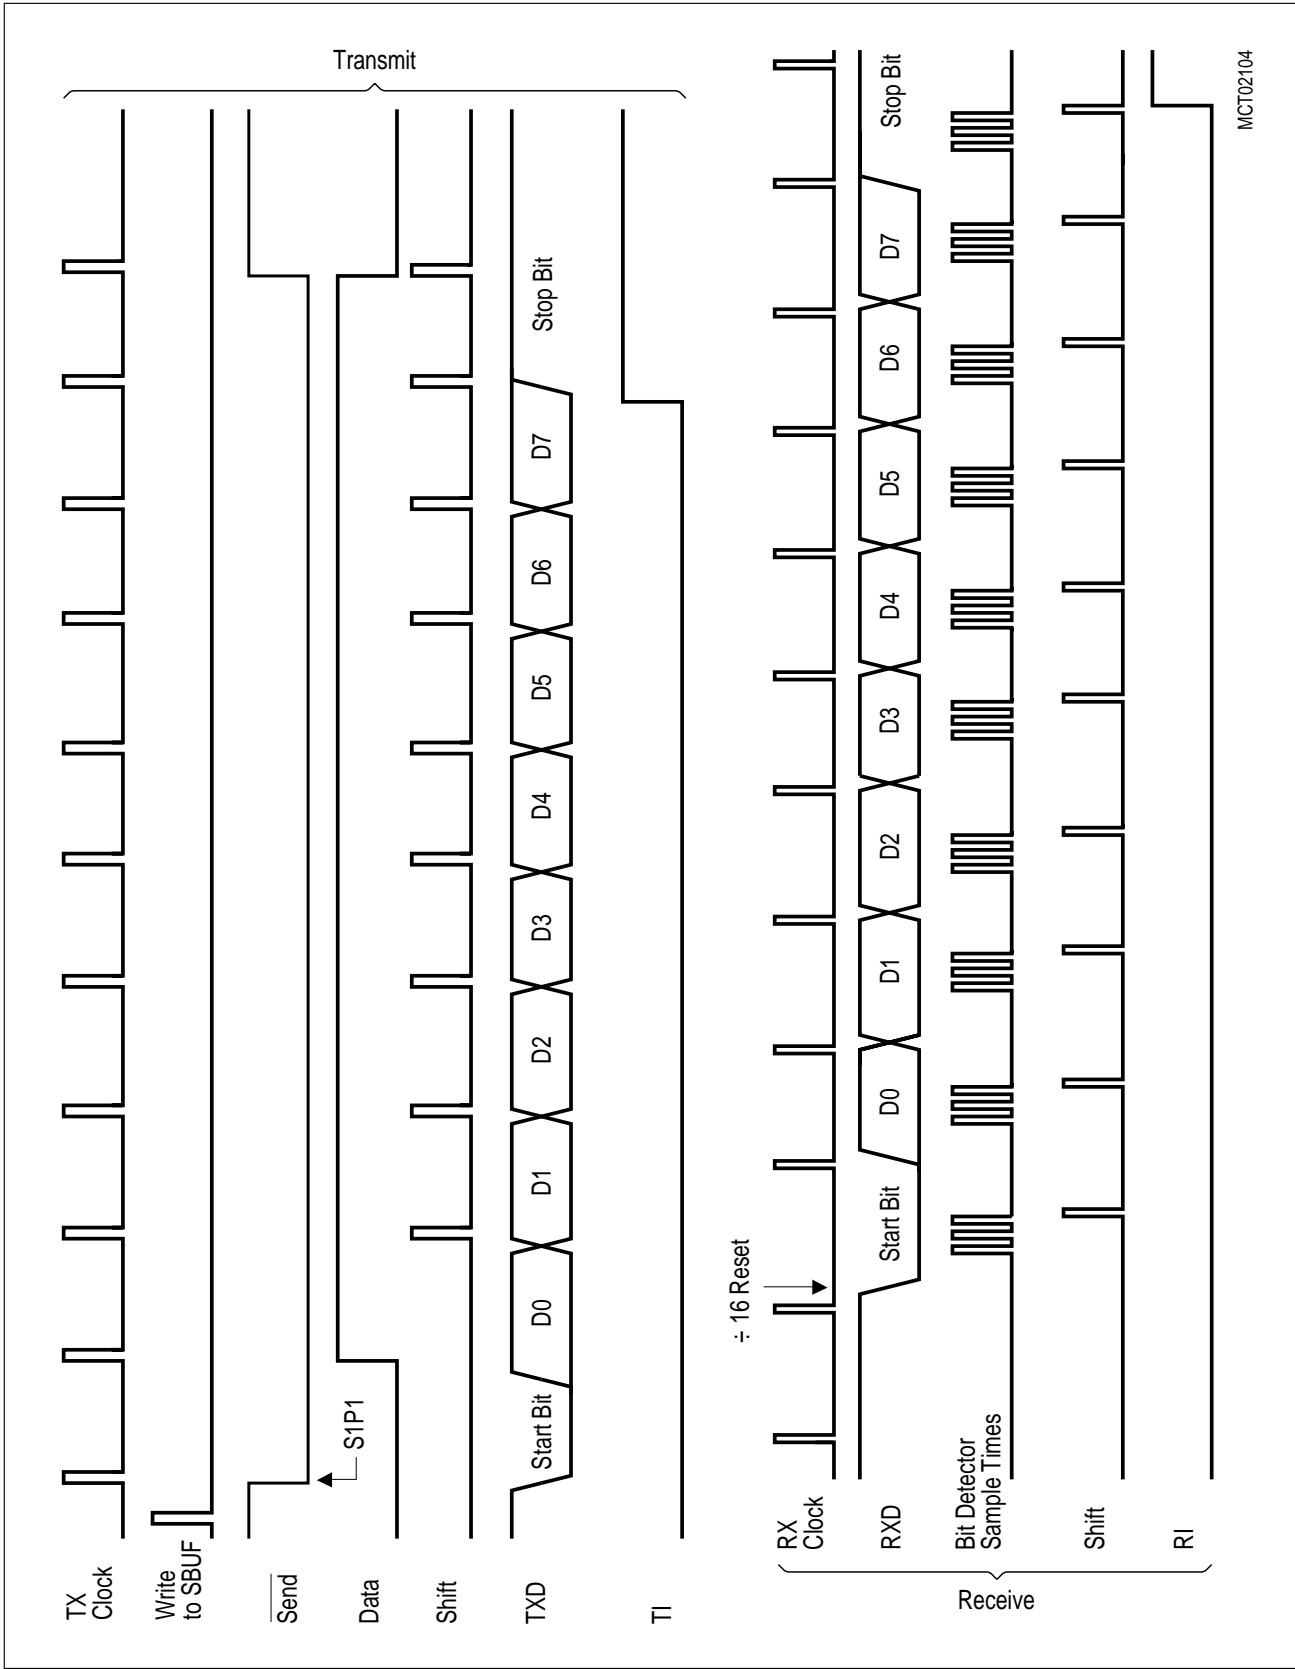 Transmit
TX
Clock
Write
to SBUF
Send
S1P1
Data
Shift
TXD
Start Bit
D0
D1
D2
D3
D4
D5
D6
D7
Stop Bit
TI
÷ 16 Reset
RX
Clock
RXD
Start Bit
D0
D1
D2
D3
D4
D5
D6
D7
Stop Bit
Bit Detector
Sample Times
Shift
RI
Receive
MCT02104